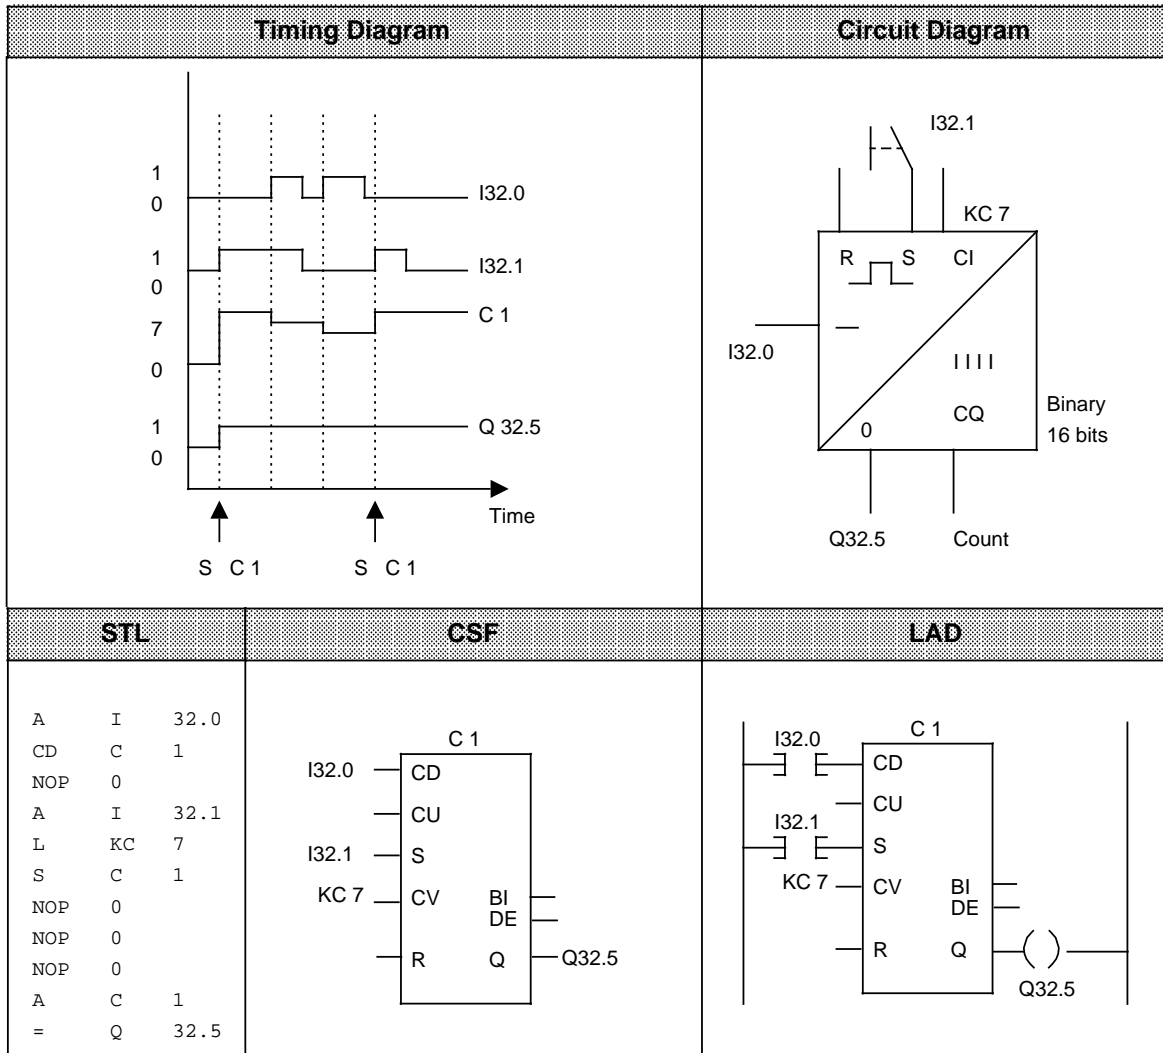 Timing Diagram
Circuit Diagram
1
0
I32.0
1
0
I32.1
7
0
C 1
1
0
Q 32.5
Time
S C 1
S C 1
I32.1
KC 7
R S CI
I32.0
I I I I
CQ
0
Binary
16 bits
Q32.5
Count
STL
CSF
LAD
A I 32.0
CD C 1
NOP 0
A I 32.1
L KC 7
S C 1
NOP 0
NOP 0
NOP 0
A C 1
= Q 32.5
C 1
I32.0 CD
CU
I32.1 S
KC 7 CV BI
DE
R Q Q32.5
C 1
I32.0
CD
CU
I32.1
S
KC 7 CV BI
DE
R Q
Q32.5